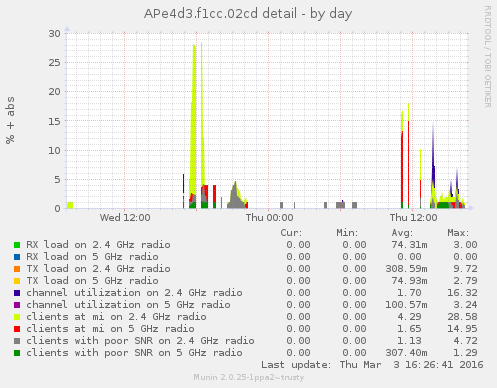 APe4d3.f1cc.02cd detail - by day
RRDTOOL / TOBI OETIKER
% + abs
30
25
20
15
10
5
0
Wed 12:00 Thu 00:00 Thu 12:00
Cur: Min: Avg: Max:
RX load on 2.4 GHz radio 0.00 0.00 74.31m 3.00
RX load on 5 GHz radio 0.00 0.00 0.00 0.00
TX load on 2.4 GHz radio 0.00 0.00 308.59m 9.72
TX load on 5 GHz radio 0.00 0.00 74.93m 2.79
channel utilization on 2.4 GHz radio 0.00 0.00 1.70 16.32
channel utilization on 5 GHz radio 0.00 0.00 100.57m 3.24
clients at mi on 2.4 GHz radio 0.00 0.00 4.29 28.58
clients at mi on 5 GHz radio 0.00 0.00 1.65 14.95
clients with poor SNR on 2.4 GHz radio 0.00 0.00 1.13 4.72
clients with poor SNR on 5 GHz radio 0.00 0.00 307.40m 1.29
Last update: Thu Mar 3 16:26:41 2016
Munin 2.0.25-1ppa2~trusty